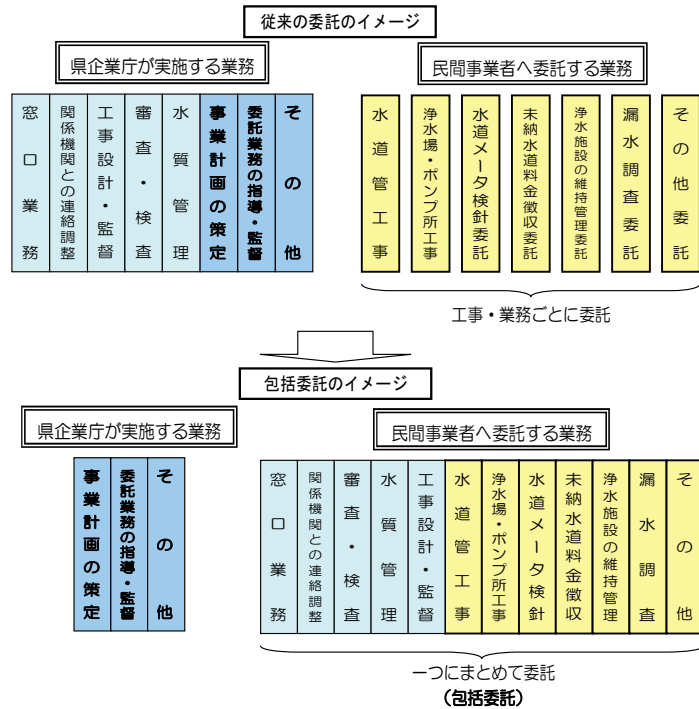 従来の委託のイメージ
県企業庁が実施する業務
民間事業者へ委託する業務
窓口業務
関係機関との連絡調整
工事設計・監督
審査・検査
水質管理
事業計画の策定
委託業務の指導・監督
その他
水道管工事
浄水場・ポンプ所工事
水道メータ検針委託
未納水道料金徴収委託
浄水施設の維持管理委託
漏水調査委託
その他委託
工事・業務ごとに委託
包括委託のイメージ
県企業庁が実施する業務
民間事業者へ委託する業務
事業計画の策定
委託業務の指導・監督
その他
窓口業務
関係機関との連絡調整
審査・検査
水質管理
工事設計・監督
水道管工事
浄水場・ポンプ所工事
水道メータ検針
未納水道料金徴収
浄水施設の維持管理
漏水調査
その他
一つにまとめて委託
(包括委託)